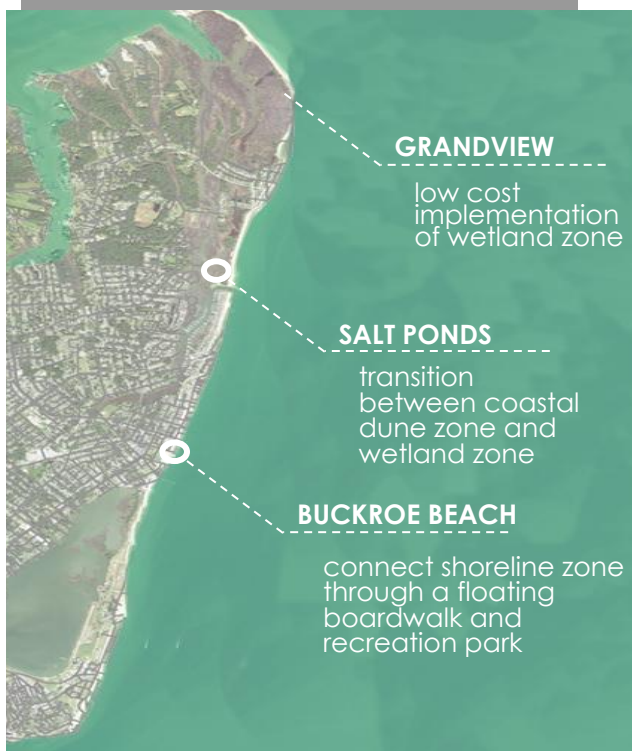 GRANDVIEW
low cost
implementation
of wetland zone
SALT PONDS
transition
between coastal
dune zone and
wetland zone
BUCKROE BEACH
connect shoreline zone
through a floating
boardwalk and
recreation park